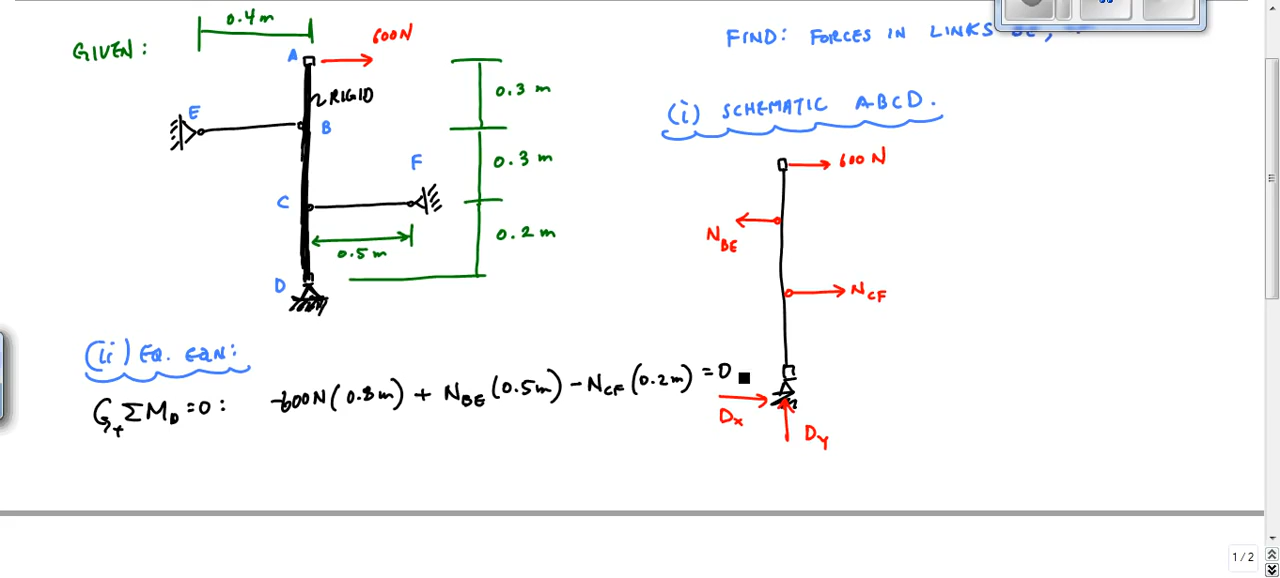 GIVEN:
0.4m
A
600N
RIGID
E
B
C
F
0.5 m
D
0.3 m
0.3 m
0.2 m
FIND: FORCES IN LINKS
(i) SCHEMATIC ABCD.
600 N
N_BE
N_CF
D_x
D_Y
(ii) EQ. EQN:
G+ ΣM_D=0: -600N(0.8m) + N_BE(0.5m) - N_CF(0.2m) = 0
1 / 2